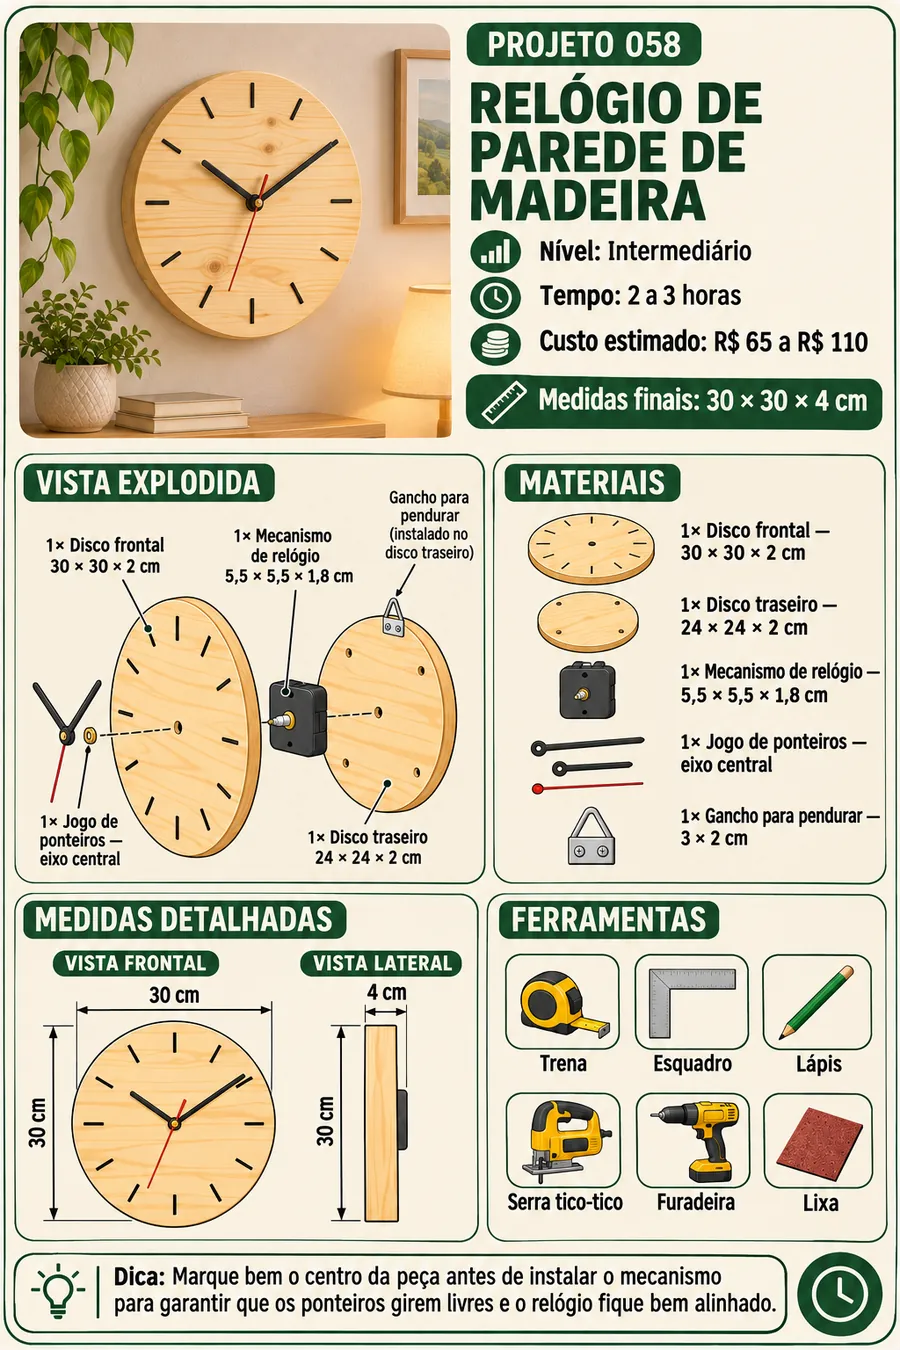 PROJETO 058
RELÓGIO DE
PAREDE DE
MADEIRA
Nível: Intermediário
Tempo: 2 a 3 horas
Custo estimado: R$ 65 a R$ 110
Medidas finais: 30 × 30 × 4 cm
VISTA EXPLODIDA
1× Disco frontal
30 × 30 × 2 cm
1× Mecanismo
de relógio
5,5 × 5,5 × 1,8 cm
Gancho para
pendurar
(instalado no
disco traseiro)
1× Jogo de
ponteiros —
eixo central
1× Disco traseiro
24 × 24 × 2 cm
MATERIAIS
1× Disco frontal —
30 × 30 × 2 cm
1× Disco traseiro —
24 × 24 × 2 cm
1× Mecanismo de relógio —
5,5 × 5,5 × 1,8 cm
1× Jogo de ponteiros —
eixo central
1× Gancho para pendurar —
3 × 2 cm
MEDIDAS DETALHADAS
VISTA FRONTAL
30 cm
30 cm
VISTA LATERAL
4 cm
30 cm
FERRAMENTAS
Trena
Esquadro
Lápis
Serra tico-tico
Furadeira
Lixa
Dica: Marque bem o centro da peça antes de instalar o mecanismo
para garantir que os ponteiros girem livres e o relógio fique bem alinhado.